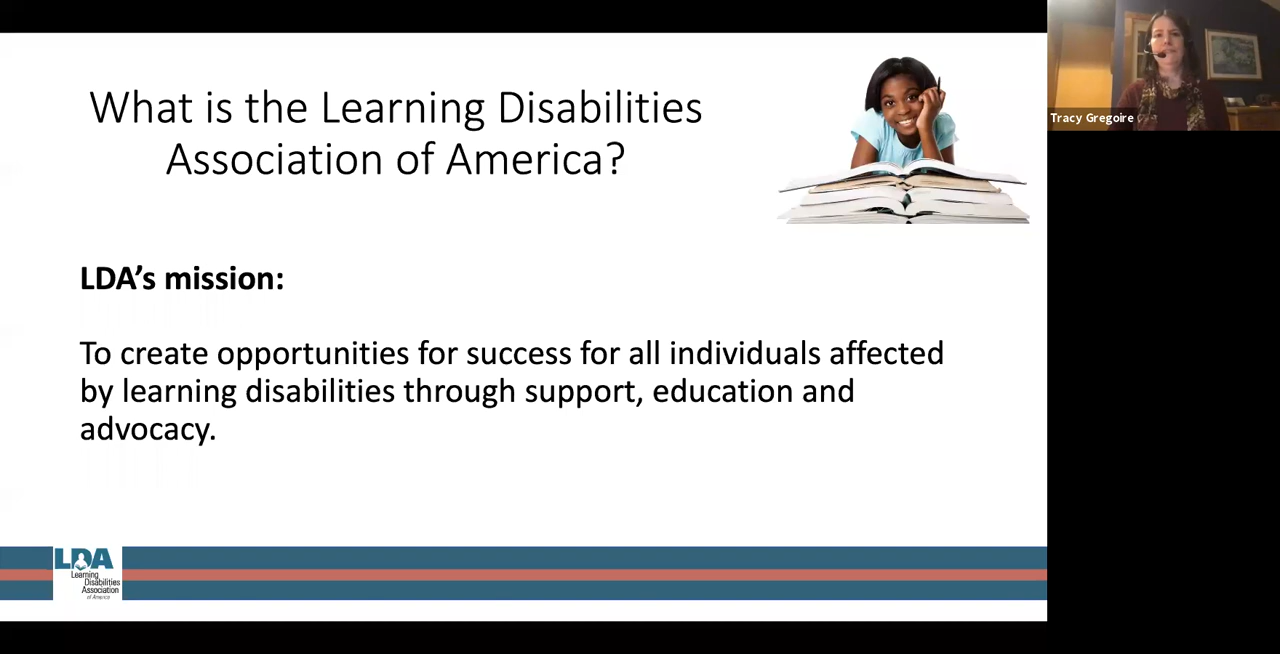 What is the Learning Disabilities
Association of America?
Tracy Gregoire
LDA's mission:
To create opportunities for success for all individuals affected
by learning disabilities through support, education and
advocacy.
LDA
Learning
Disabilities
Association
of America